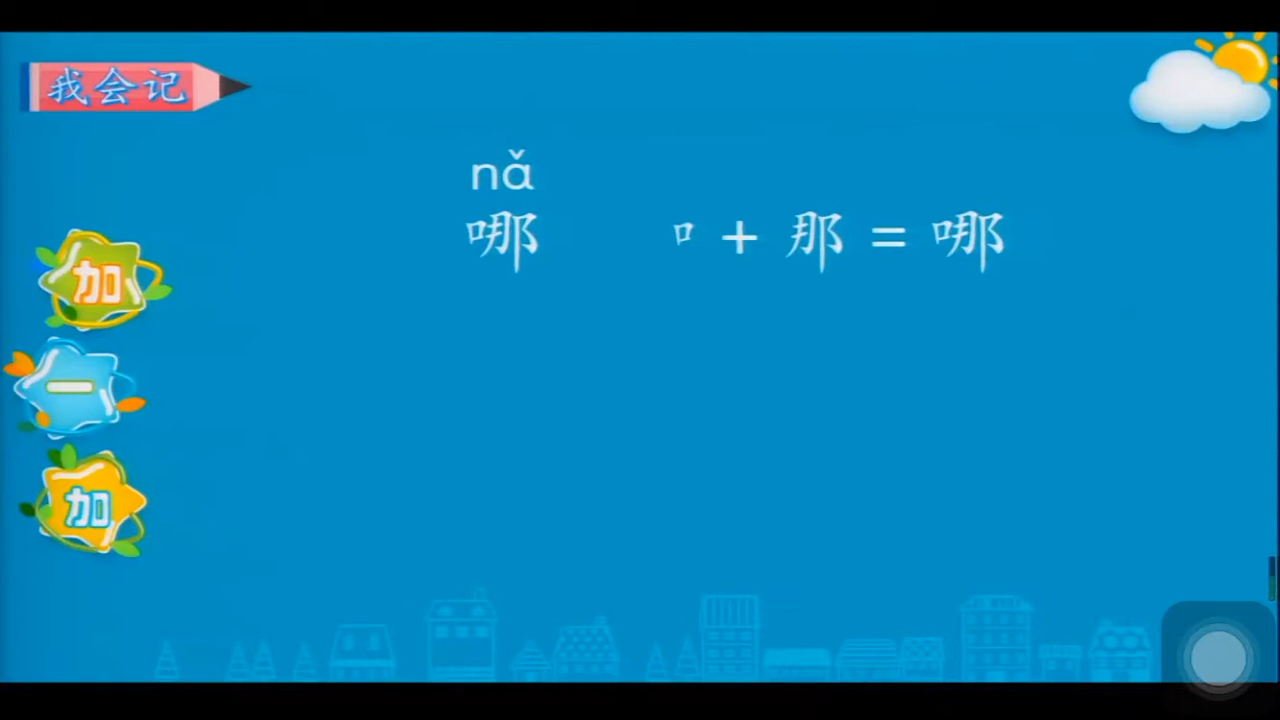 我会记
nǎ
哪 口 + 那 = 哪
加
一
加